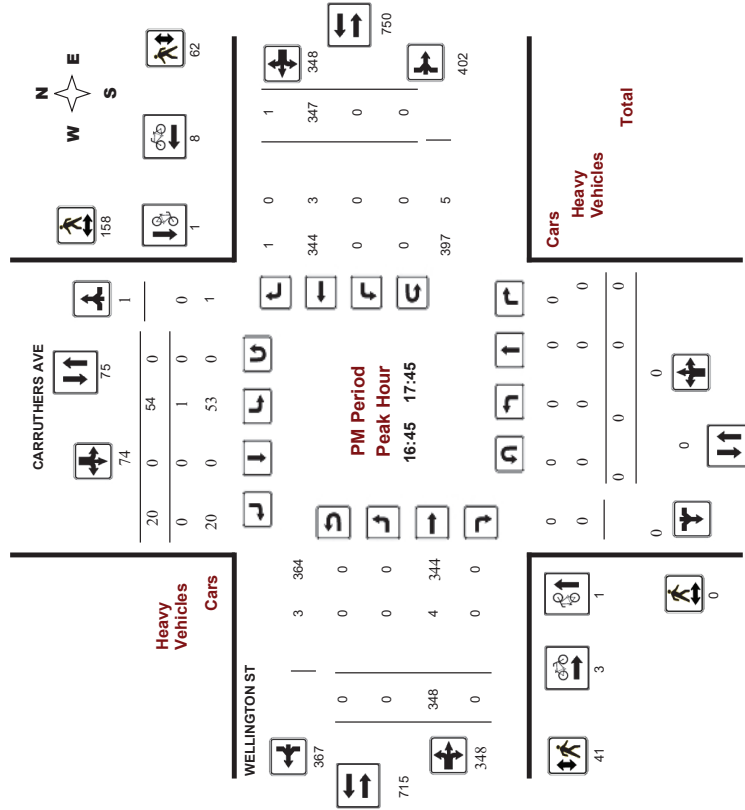 N
W E
S
62
8
158
1
CARRUTHERS AVE
74 75 1
20 0 54 0
0 0 1 0 0
20 0 53 0 1
Heavy
Vehicles
Cars
750
348
402
1 347 0 0
0 3 0 0 5
1 344 0 0 397
PM Period
Peak Hour
16:45 17:45
WELLINGTON ST
3 364
0 0 0
0 0 0
348 4 344
0 0 0
367
715
348
Cars
Heavy
Vehicles
Total
0 0 0 0 0
0 0 0 0 0
0 0 0 0
0 0 0
41
3
1
0